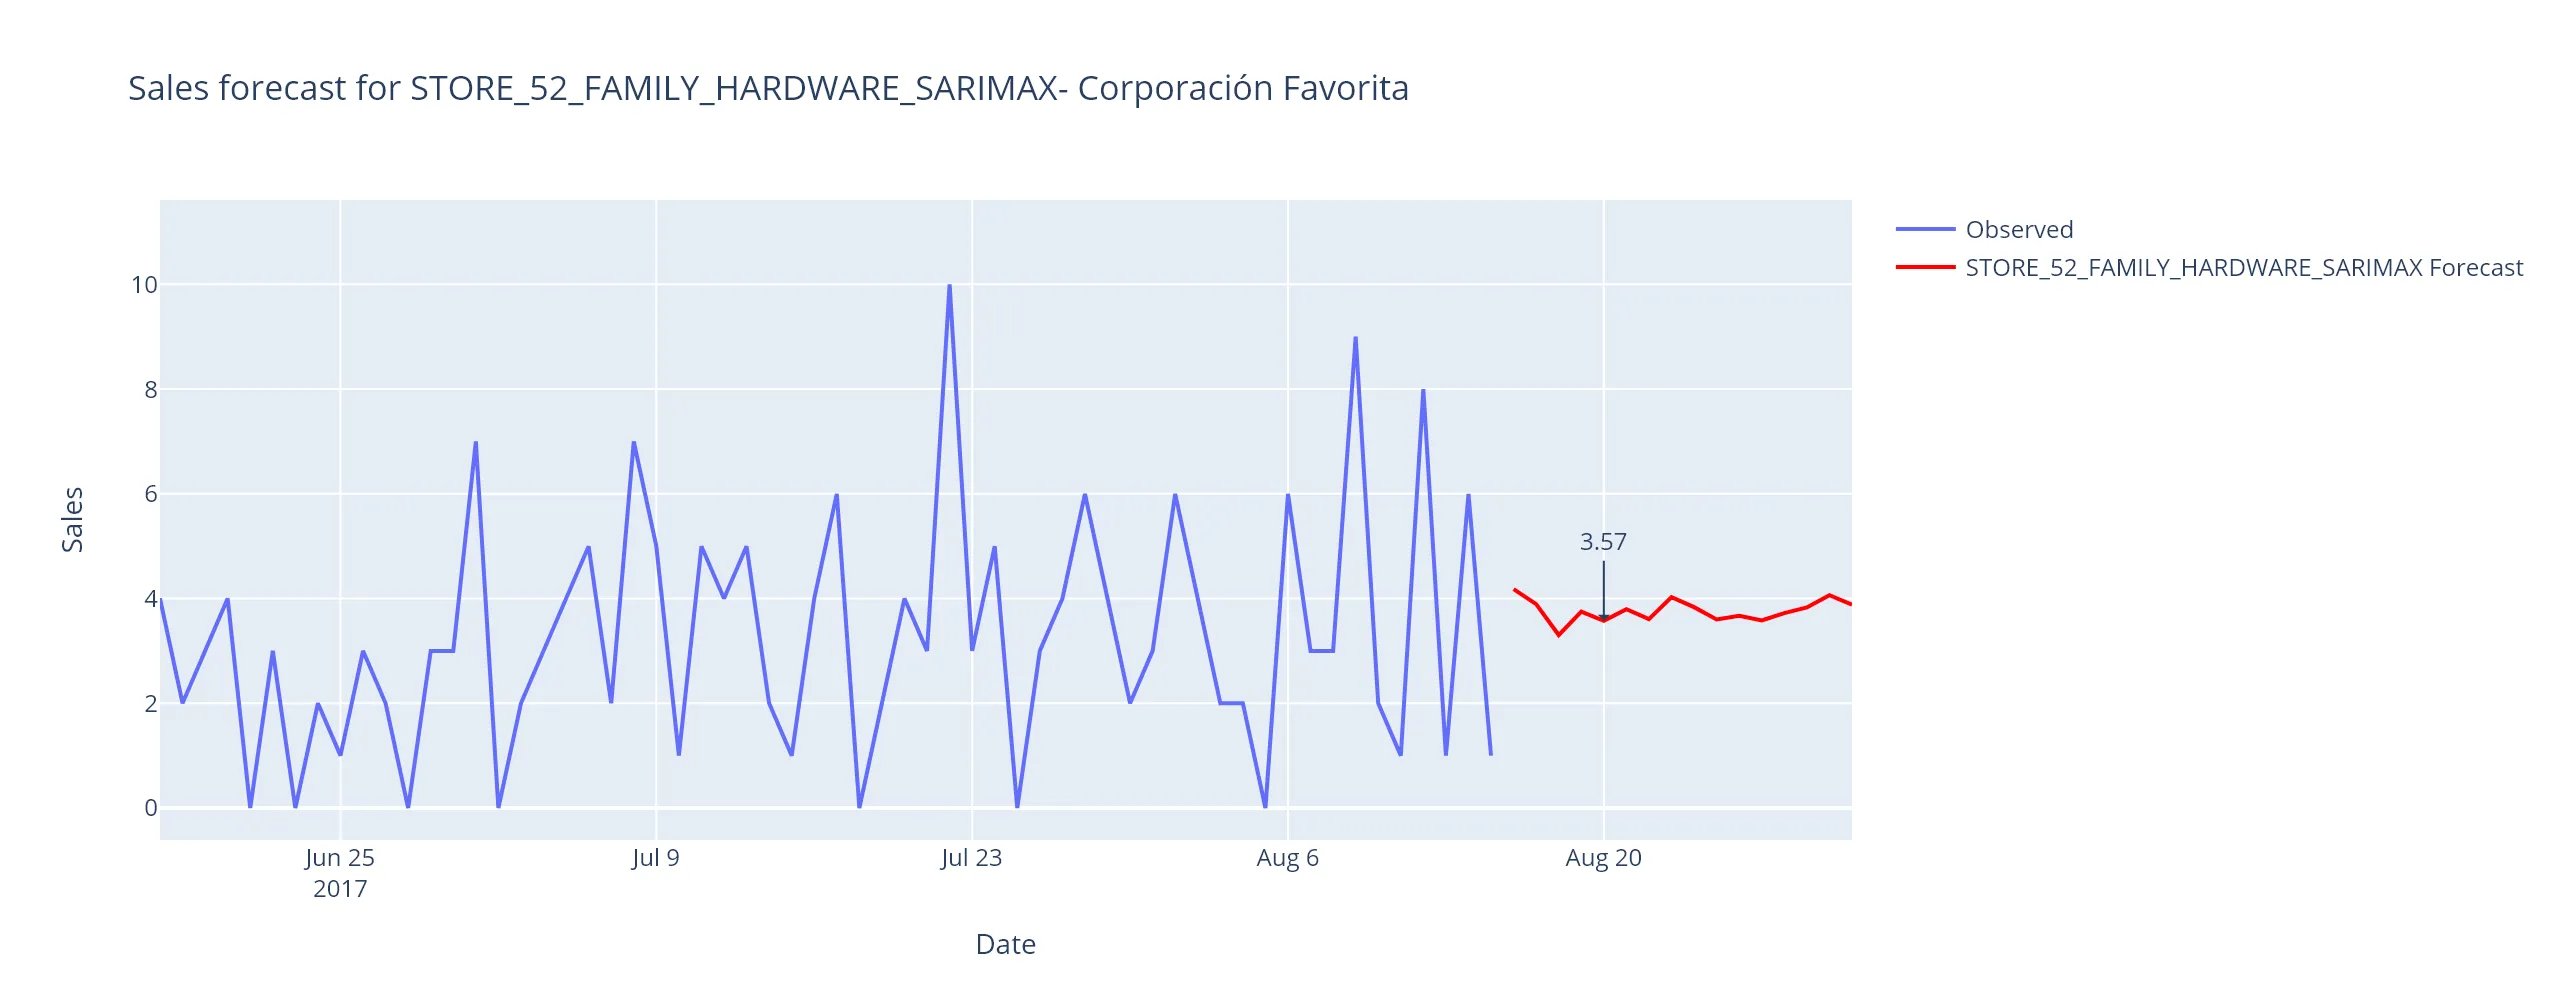 Sales forecast for STORE_52_FAMILY_HARDWARE_SARIMAX- Corporación Favorita
Observed
STORE_52_FAMILY_HARDWARE_SARIMAX Forecast
10
8
6
4
2
0
Sales
3.57
Jun 25
2017
Jul 9
Jul 23
Aug 6
Aug 20
Date